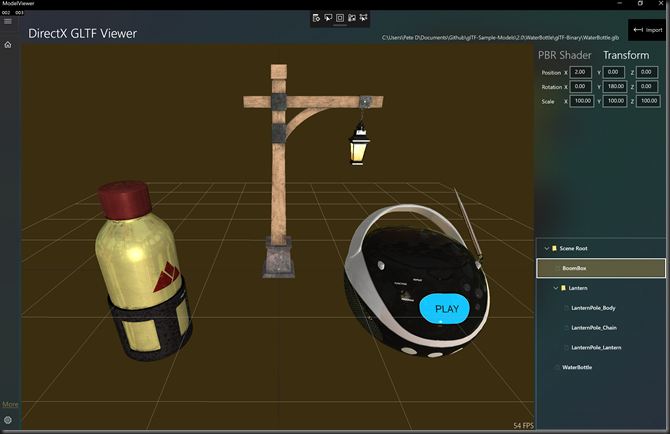 ModelViewer
002 003
DirectX GLTF Viewer
C:\Users\Pete D\Documents\Github\glTF-Sample-Models\2.0\WaterBottle\glTF-Binary\WaterBottle.glb
Import
PBR Shader Transform
Position X 2.00 Y 0.00 Z 0.00
Rotation X 0.00 Y 180.00 Z 0.00
Scale X 100.00 Y 100.00 Z 100.00
PLAY
Scene Root
BoomBox
Lantern
LanternPole_Body
LanternPole_Chain
LanternPole_Lantern
WaterBottle
More
54 FPS